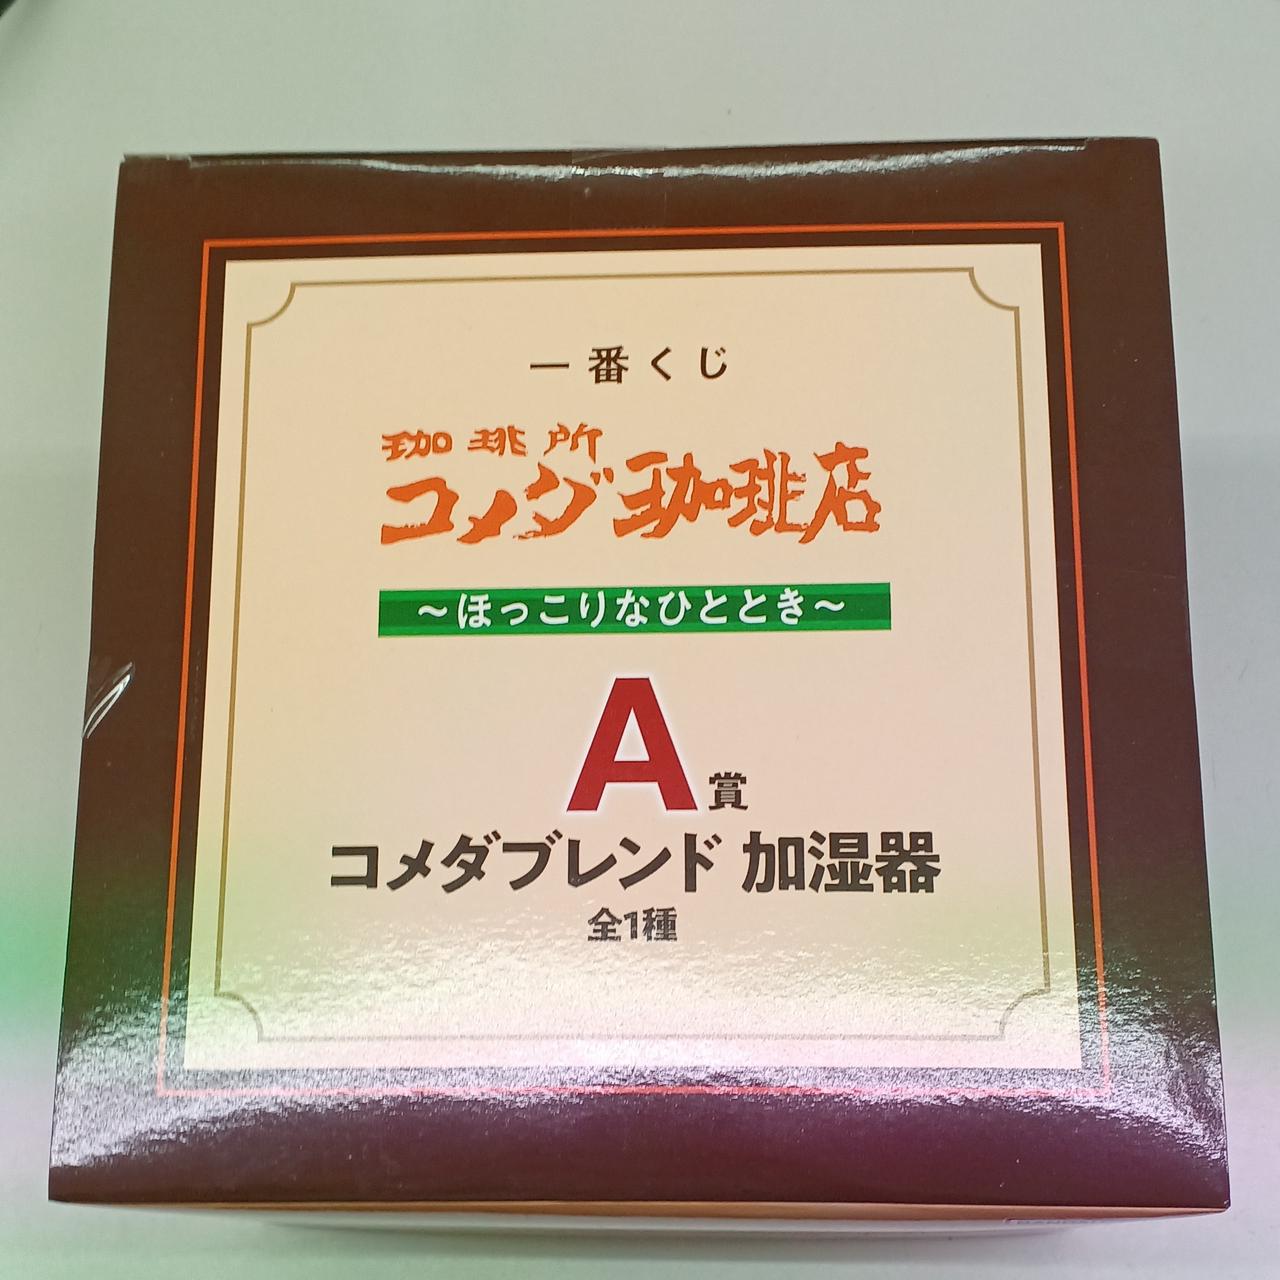 一番くじ
珈琲所
コメダ珈琲店
～ほっこりなひととき～
A賞
コメダブレンド 加湿器
全1種